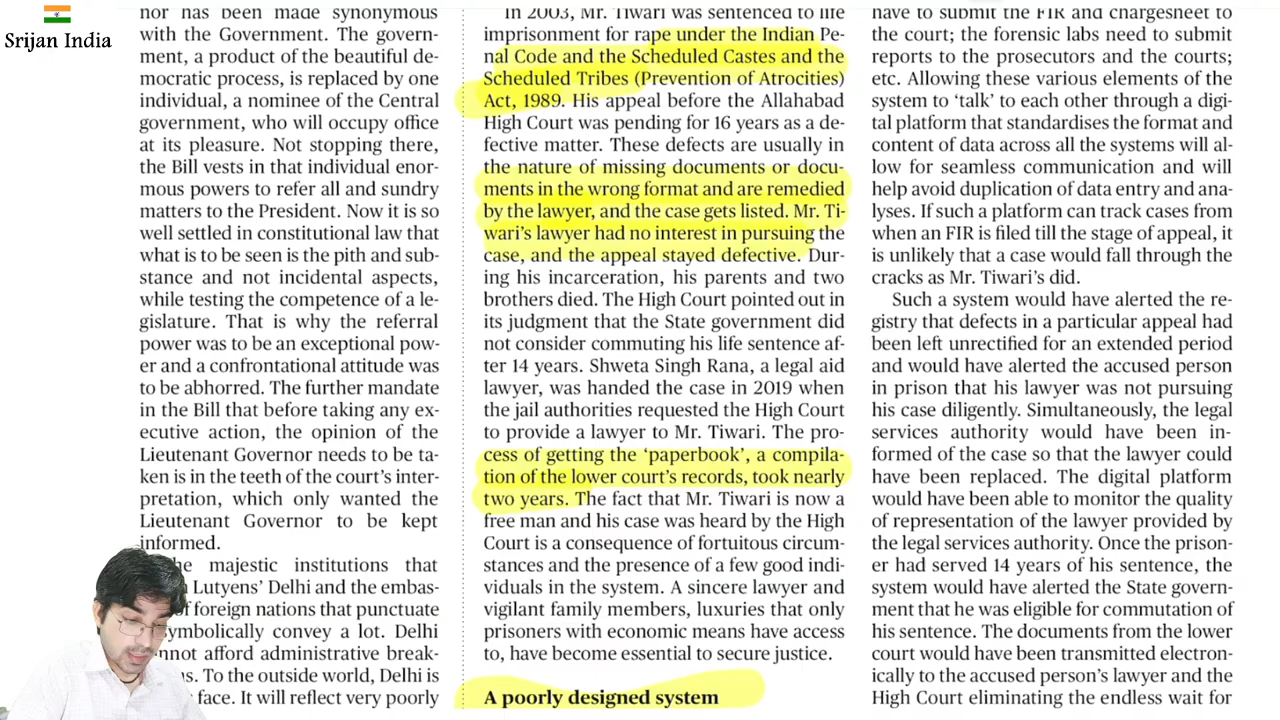 Srijan India
nor has been made synonymous
with the Government. The govern-
ment, a product of the beautiful de-
mocratic process, is replaced by one
individual, a nominee of the Central
government, who will occupy office
at its pleasure. Not stopping there,
the Bill vests in that individual enor-
mous powers to refer all and sundry
matters to the President. Now it is so
well settled in constitutional law that
what is to be seen is the pith and sub-
stance and not incidental aspects,
while testing the competence of a le-
gislature. That is why the referral
power was to be an exceptional pow-
er and a confrontational attitude was
to be abhorred. The further mandate
in the Bill that before taking any ex-
ecutive action, the opinion of the
Lieutenant Governor needs to be ta-
ken is in the teeth of the court's inter-
pretation, which only wanted the
Lieutenant Governor to be kept
informed.
majestic institutions that
Lutyens' Delhi and the embas-
foreign nations that punctuate
symbolically convey a lot. Delhi
afford administrative break-
To the outside world, Delhi is
face. It will reflect very poorly
In 2003, Mr. Tiwari was sentenced to life
imprisonment for rape under the Indian Pe-
nal Code and the Scheduled Castes and the
Scheduled Tribes (Prevention of Atrocities)
Act, 1989. His appeal before the Allahabad
High Court was pending for 16 years as a de-
fective matter. These defects are usually in
the nature of missing documents or docu-
ments in the wrong format and are remedied
by the lawyer, and the case gets listed. Mr. Ti-
wari's lawyer had no interest in pursuing the
case, and the appeal stayed defective. Dur-
ing his incarceration, his parents and two
brothers died. The High Court pointed out in
its judgment that the State government did
not consider commuting his life sentence af-
ter 14 years. Shweta Singh Rana, a legal aid
lawyer, was handed the case in 2019 when
the jail authorities requested the High Court
to provide a lawyer to Mr. Tiwari. The pro-
cess of getting the 'paperbook', a compila-
tion of the lower court's records, took nearly
two years. The fact that Mr. Tiwari is now a
free man and his case was heard by the High
Court is a consequence of fortuitous circum-
stances and the presence of a few good indi-
viduals in the system. A sincere lawyer and
vigilant family members, luxuries that only
prisoners with economic means have access
to, have become essential to secure justice.
A poorly designed system
have to submit the FIR and chargesheet to
the court; the forensic labs need to submit
reports to the prosecutors and the courts;
etc. Allowing these various elements of the
system to 'talk' to each other through a digi-
tal platform that standardises the format and
content of data across all the systems will al-
low for seamless communication and will
help avoid duplication of data entry and ana-
lyses. If such a platform can track cases from
when an FIR is filed till the stage of appeal, it
is unlikely that a case would fall through the
cracks as Mr. Tiwari's did.
Such a system would have alerted the re-
gistry that defects in a particular appeal had
been left unrectified for an extended period
and would have alerted the accused person
in prison that his lawyer was not pursuing
his case diligently. Simultaneously, the legal
services authority would have been in-
formed of the case so that the lawyer could
have been replaced. The digital platform
would have been able to monitor the quality
of representation of the lawyer provided by
the legal services authority. Once the prison-
er had served 14 years of his sentence, the
system would have alerted the State govern-
ment that he was eligible for commutation of
his sentence. The documents from the lower
court would have been transmitted electron-
ically to the accused person's lawyer and the
High Court eliminating the endless wait for